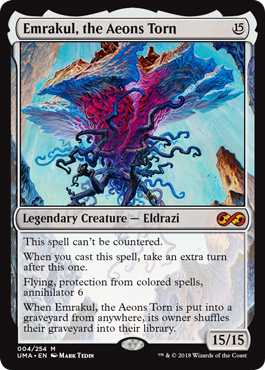 Emrakul, the Aeons Torn 15
Legendary Creature — Eldrazi
This spell can't be countered.
When you cast this spell, take an extra turn
after this one.
Flying, protection from colored spells,
annihilator 6
When Emrakul, the Aeons Torn is put into a
graveyard from anywhere, its owner shuffles
their graveyard into their library.
15/15
004/254 M
UMA • EN Mark Tedin
™ & © 2018 Wizards of the Coast